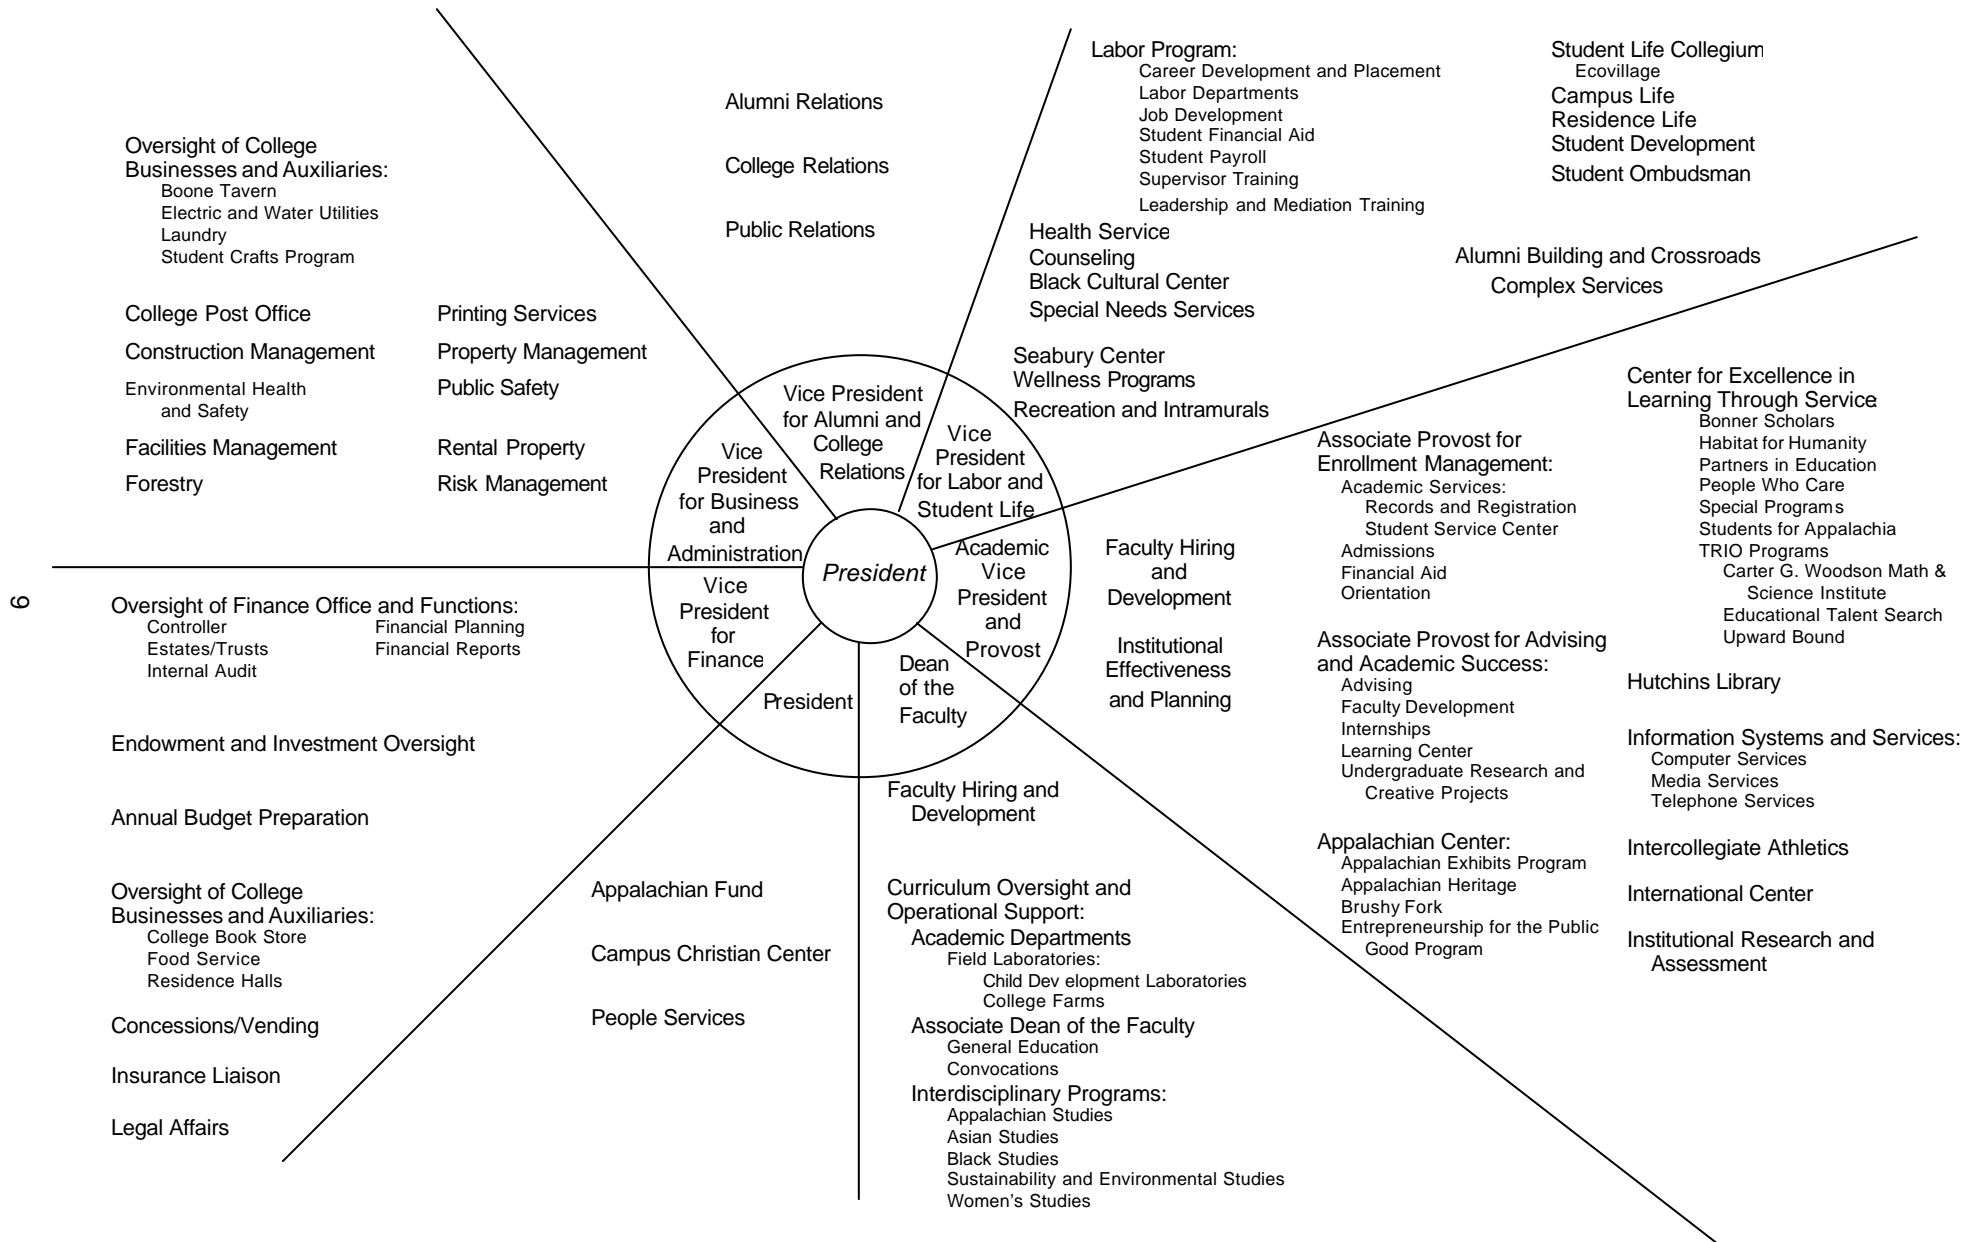 Labor Program:
Career Development and Placement
Labor Departments
Job Development
Student Financial Aid
Student Payroll
Supervisor Training
Leadership and Mediation Training
Health Service
Counseling
Black Cultural Center
Special Needs Services
Seabury Center
Wellness Programs
Recreation and Intramurals
Student Life Collegium
Ecovillage
Campus Life
Residence Life
Student Development
Student Ombudsman
Alumni Building and Crossroads
Complex Services
Alumni Relations
College Relations
Public Relations
Oversight of College
Businesses and Auxiliaries:
Boone Tavern
Electric and Water Utilities
Laundry
Student Crafts Program
College Post Office
Construction Management
Environmental Health
and Safety
Facilities Management
Forestry
Printing Services
Property Management
Public Safety
Rental Property
Risk Management
Vice President
for Alumni and
College
Relations
Vice
President
for Labor and
Student Life
Vice
President
for Business
and
Administration
President
Academic
Vice
President
and
Provost
Vice
President
for
Finance
President
Dean
of the
Faculty
Faculty Hiring
and
Development
Institutional
Effectiveness
and Planning
Associate Provost for
Enrollment Management:
Academic Services:
Records and Registration
Student Service Center
Admissions
Financial Aid
Orientation
Associate Provost for Advising
and Academic Success:
Advising
Faculty Development
Internships
Learning Center
Undergraduate Research and
Creative Projects
Appalachian Center:
Appalachian Exhibits Program
Appalachian Heritage
Brushy Fork
Entrepreneurship for the Public
Good Program
Center for Excellence in
Learning Through Service:
Bonner Scholars
Habitat for Humanity
Partners in Education
People Who Care
Special Programs
Students for Appalachia
TRIO Programs
Carter G. Woodson Math &
Science Institute
Educational Talent Search
Upward Bound
Hutchins Library
Information Systems and Services:
Computer Services
Media Services
Telephone Services
Intercollegiate Athletics
International Center
Institutional Research and
Assessment
9
Oversight of Finance Office and Functions:
Controller
Estates/Trusts
Internal Audit
Financial Planning
Financial Reports
Endowment and Investment Oversight
Annual Budget Preparation
Oversight of College
Businesses and Auxiliaries:
College Book Store
Food Service
Residence Halls
Concessions/Vending
Insurance Liaison
Legal Affairs
Appalachian Fund
Campus Christian Center
People Services
Faculty Hiring and
Development
Curriculum Oversight and
Operational Support:
Academic Departments
Field Laboratories:
Child Dev elopment Laboratories
College Farms
Associate Dean of the Faculty
General Education
Convocations
Interdisciplinary Programs:
Appalachian Studies
Asian Studies
Black Studies
Sustainability and Environmental Studies
Women's Studies